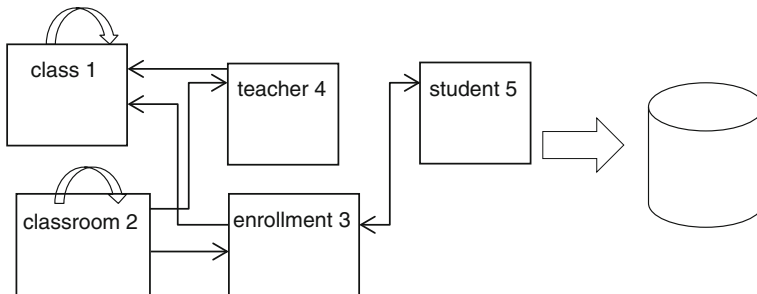 class 1
teacher 4
student 5
classroom 2
enrollment 3